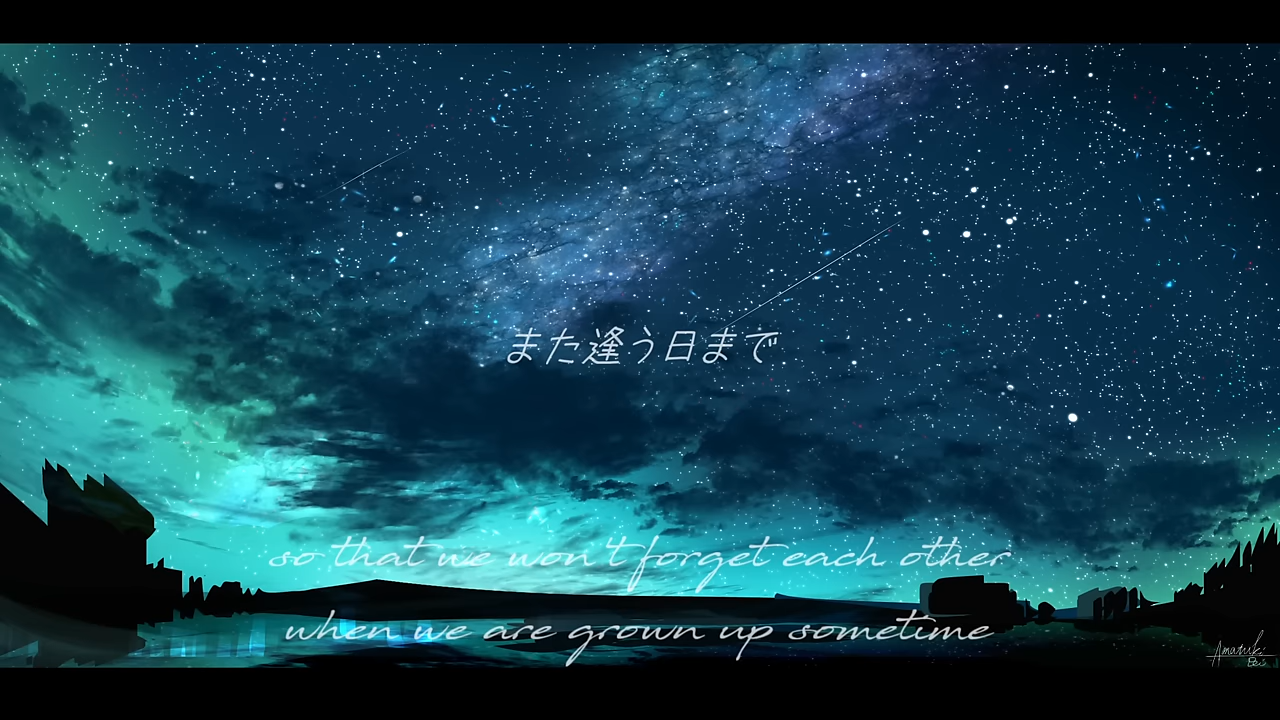 また逢う日まで
so that we won't forget each other
when we are grown up sometime
Amatuki